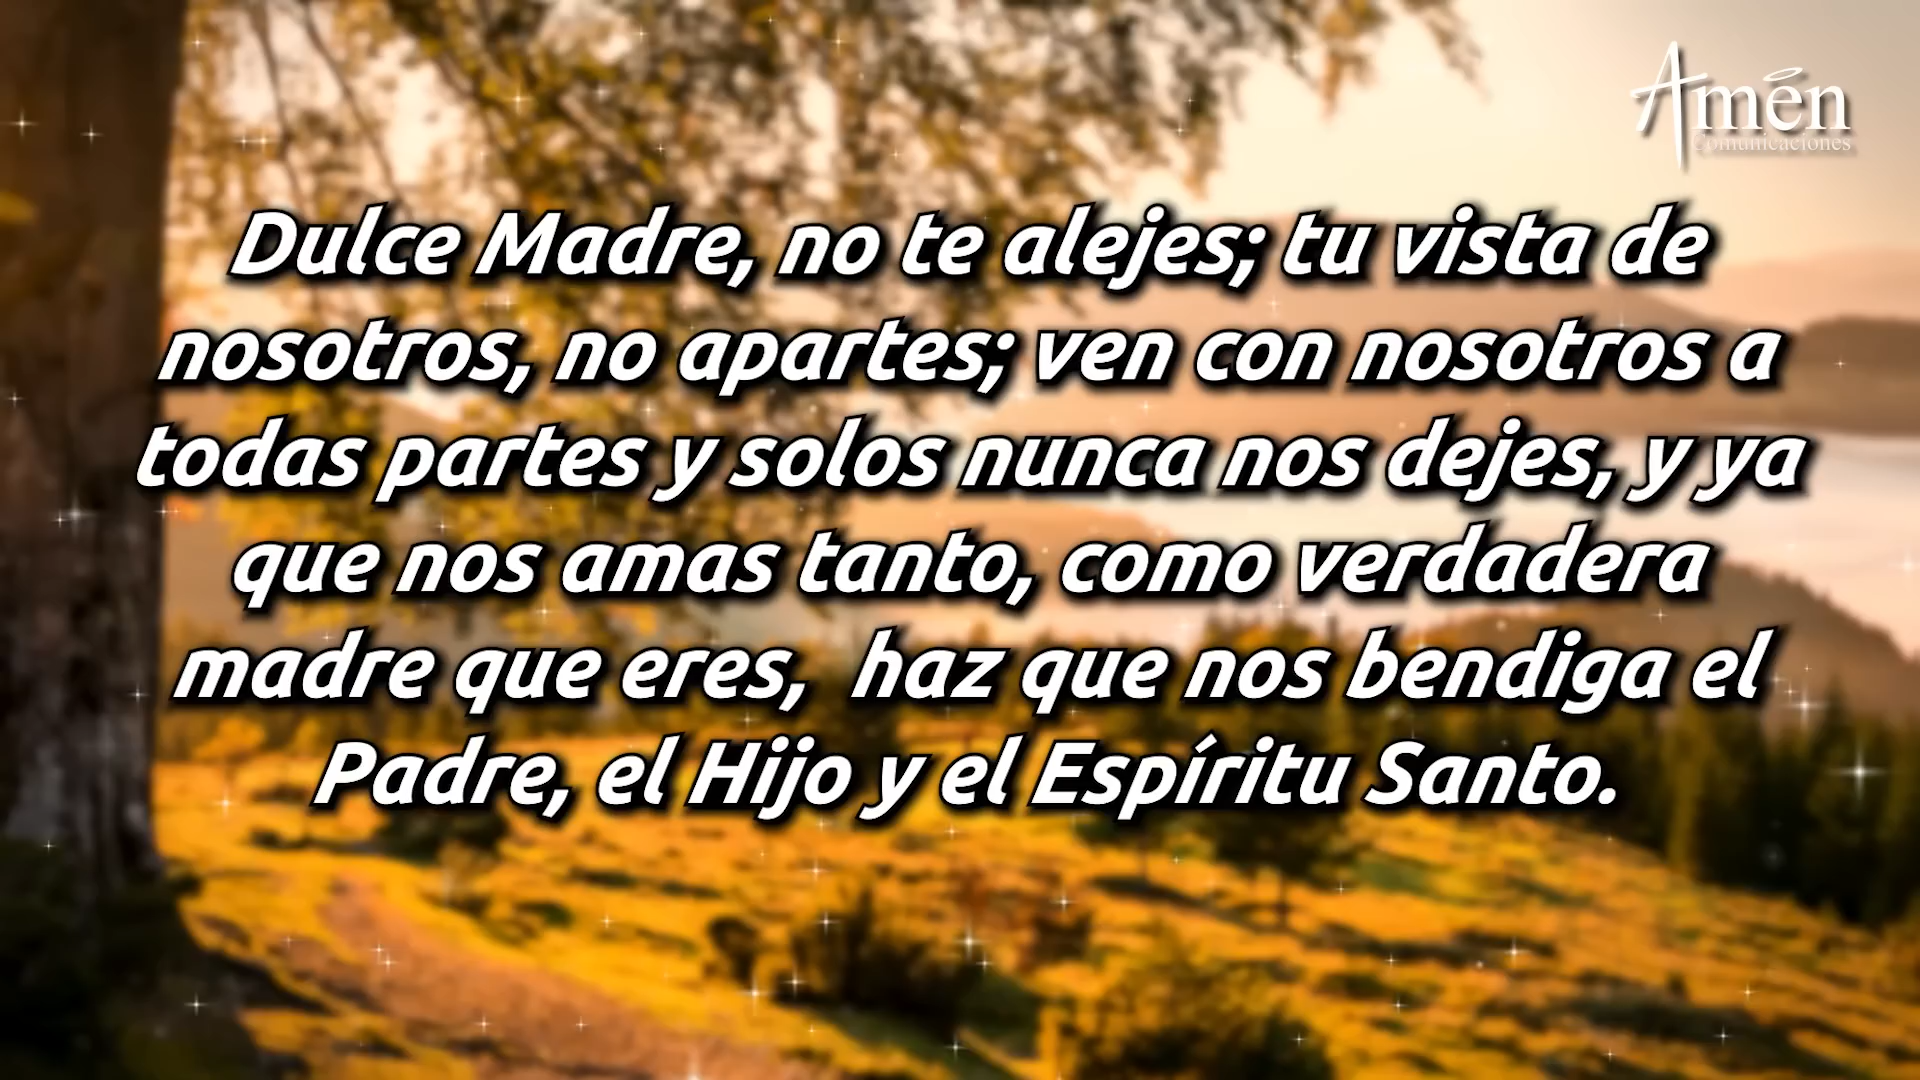 Amén
Comunicaciones
Dulce Madre, no te alejes; tu vista de
nosotros, no apartes; ven con nosotros a
todas partes y solos nunca nos dejes, y ya
que nos amas tanto, como verdadera
madre que eres,  haz que nos bendiga el
Padre, el Hijo y el Espíritu Santo.